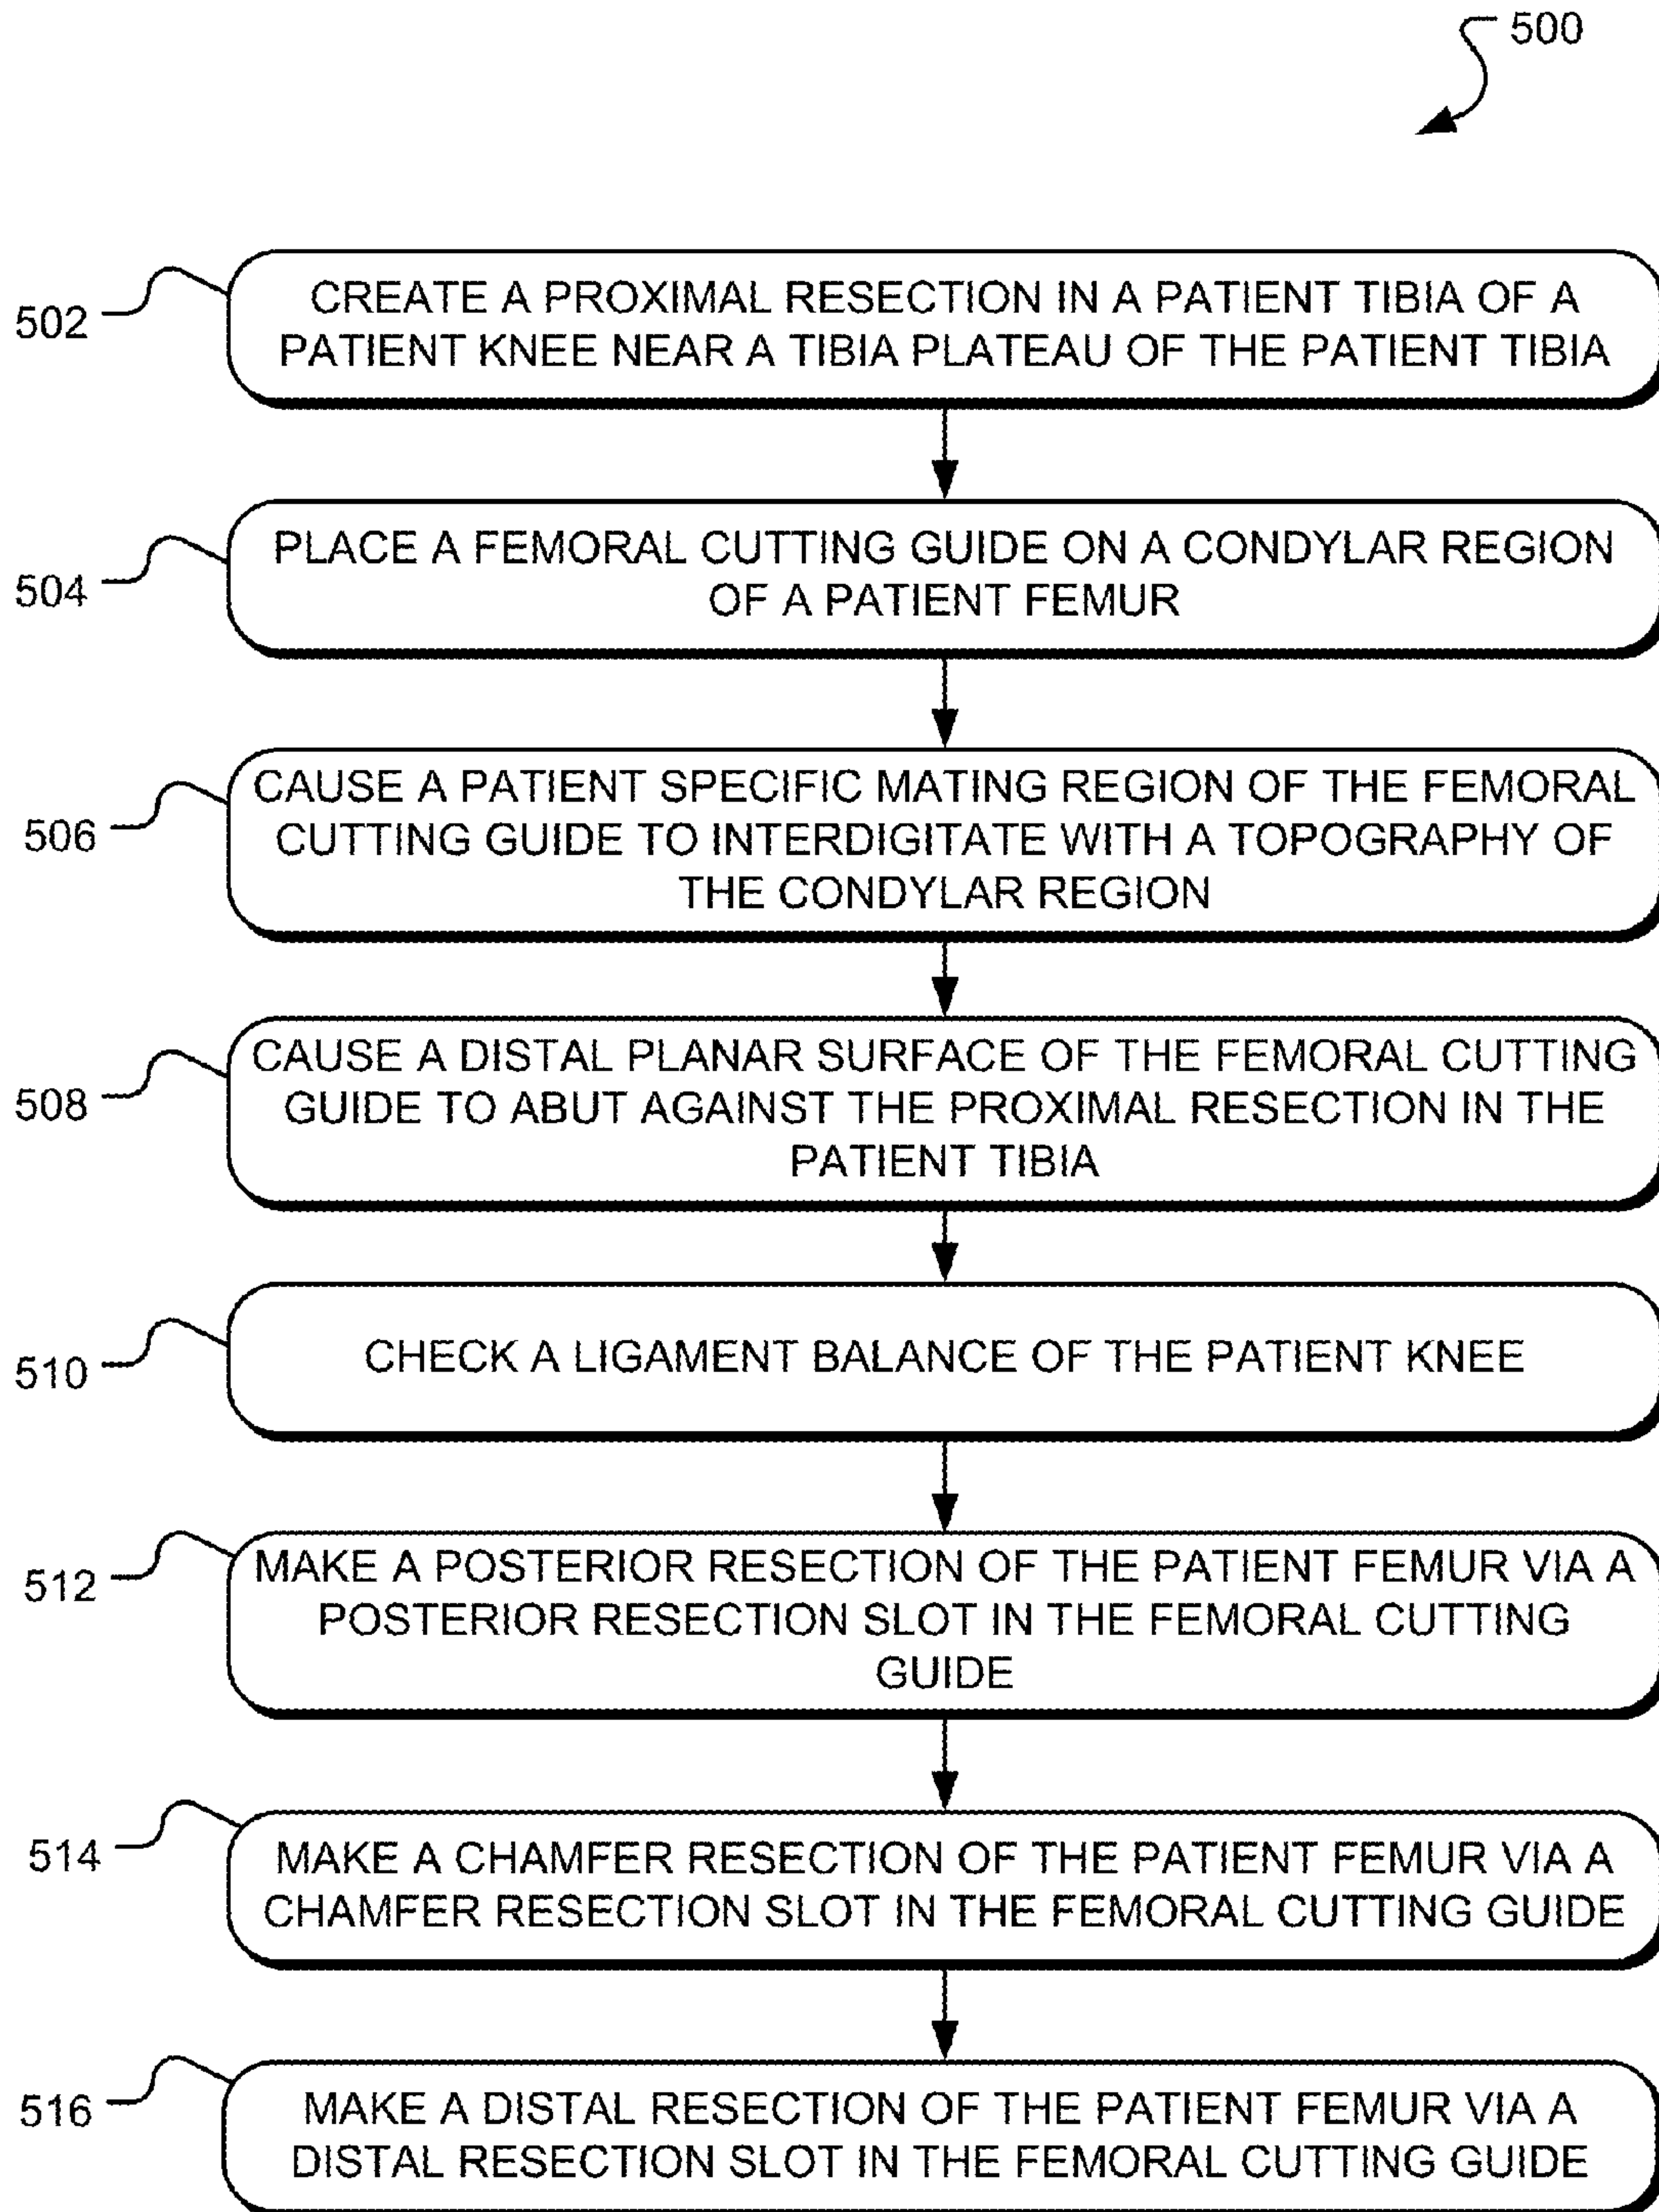 500
502
CREATE A PROXIMAL RESECTION IN A PATIENT TIBIA OF A
PATIENT KNEE NEAR A TIBIA PLATEAU OF THE PATIENT TIBIA
504
PLACE A FEMORAL CUTTING GUIDE ON A CONDYLAR REGION
OF A PATIENT FEMUR
506
CAUSE A PATIENT SPECIFIC MATING REGION OF THE FEMORAL
CUTTING GUIDE TO INTERDIGITATE WITH A TOPOGRAPHY OF
THE CONDYLAR REGION
508
CAUSE A DISTAL PLANAR SURFACE OF THE FEMORAL CUTTING
GUIDE TO ABUT AGAINST THE PROXIMAL RESECTION IN THE
PATIENT TIBIA
510
CHECK A LIGAMENT BALANCE OF THE PATIENT KNEE
512
MAKE A POSTERIOR RESECTION OF THE PATIENT FEMUR VIA A
POSTERIOR RESECTION SLOT IN THE FEMORAL CUTTING
GUIDE
514
MAKE A CHAMFER RESECTION OF THE PATIENT FEMUR VIA A
CHAMFER RESECTION SLOT IN THE FEMORAL CUTTING GUIDE
516
MAKE A DISTAL RESECTION OF THE PATIENT FEMUR VIA A
DISTAL RESECTION SLOT IN THE FEMORAL CUTTING GUIDE